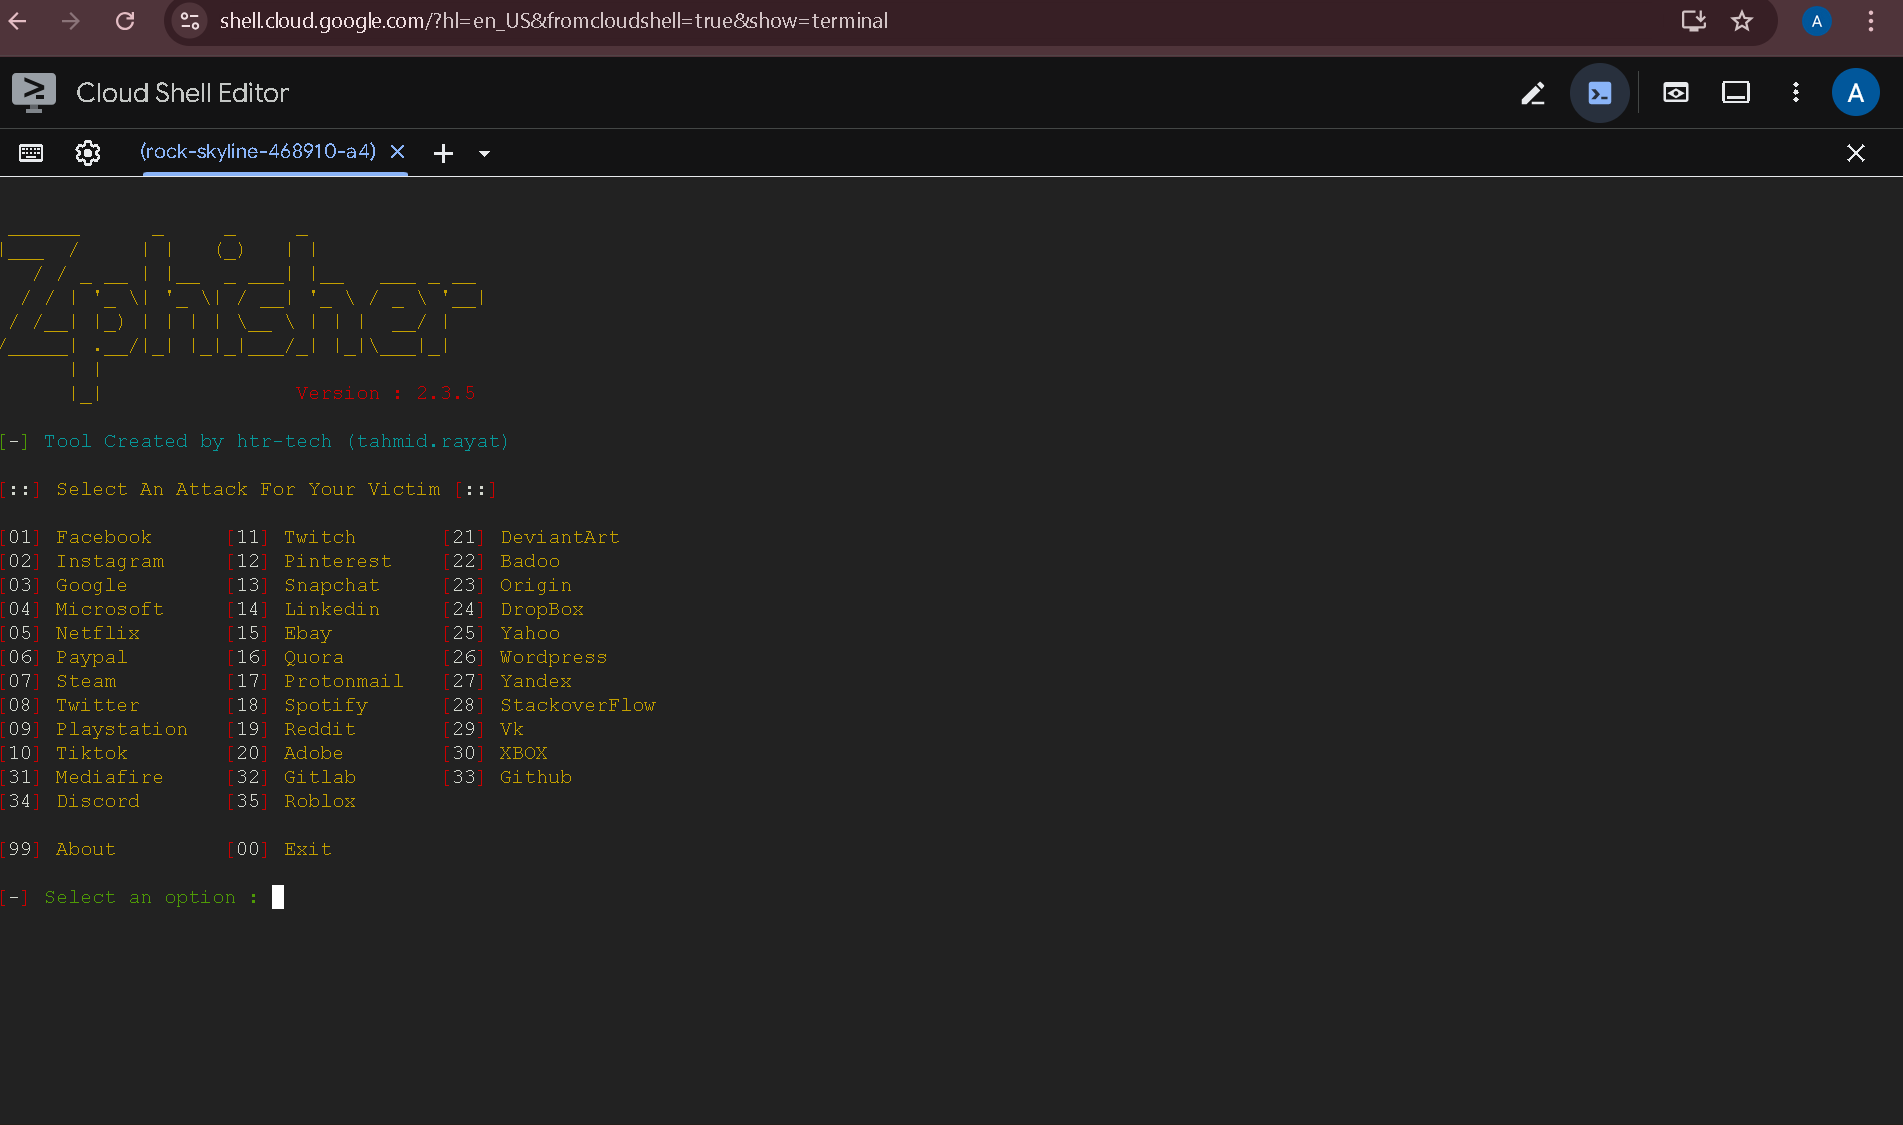 shell.cloud.google.com/?hl=en_US&fromcloudshell=true&show=terminal
A
Cloud Shell Editor
A
(rock-skyline-468910-a4)
Zphisher
Version : 2.3.5
[-] Tool Created by htr-tech (tahmid.rayat)
[::] Select An Attack For Your Victim [::]
[01] Facebook [11] Twitch [21] DeviantArt
[02] Instagram [12] Pinterest [22] Badoo
[03] Google [13] Snapchat [23] Origin
[04] Microsoft [14] Linkedin [24] DropBox
[05] Netflix [15] Ebay [25] Yahoo
[06] Paypal [16] Quora [26] Wordpress
[07] Steam [17] Protonmail [27] Yandex
[08] Twitter [18] Spotify [28] StackoverFlow
[09] Playstation [19] Reddit [29] Vk
[10] Tiktok [20] Adobe [30] XBOX
[31] Mediafire [32] Gitlab [33] Github
[34] Discord [35] Roblox
[99] About [00] Exit
[-] Select an option :